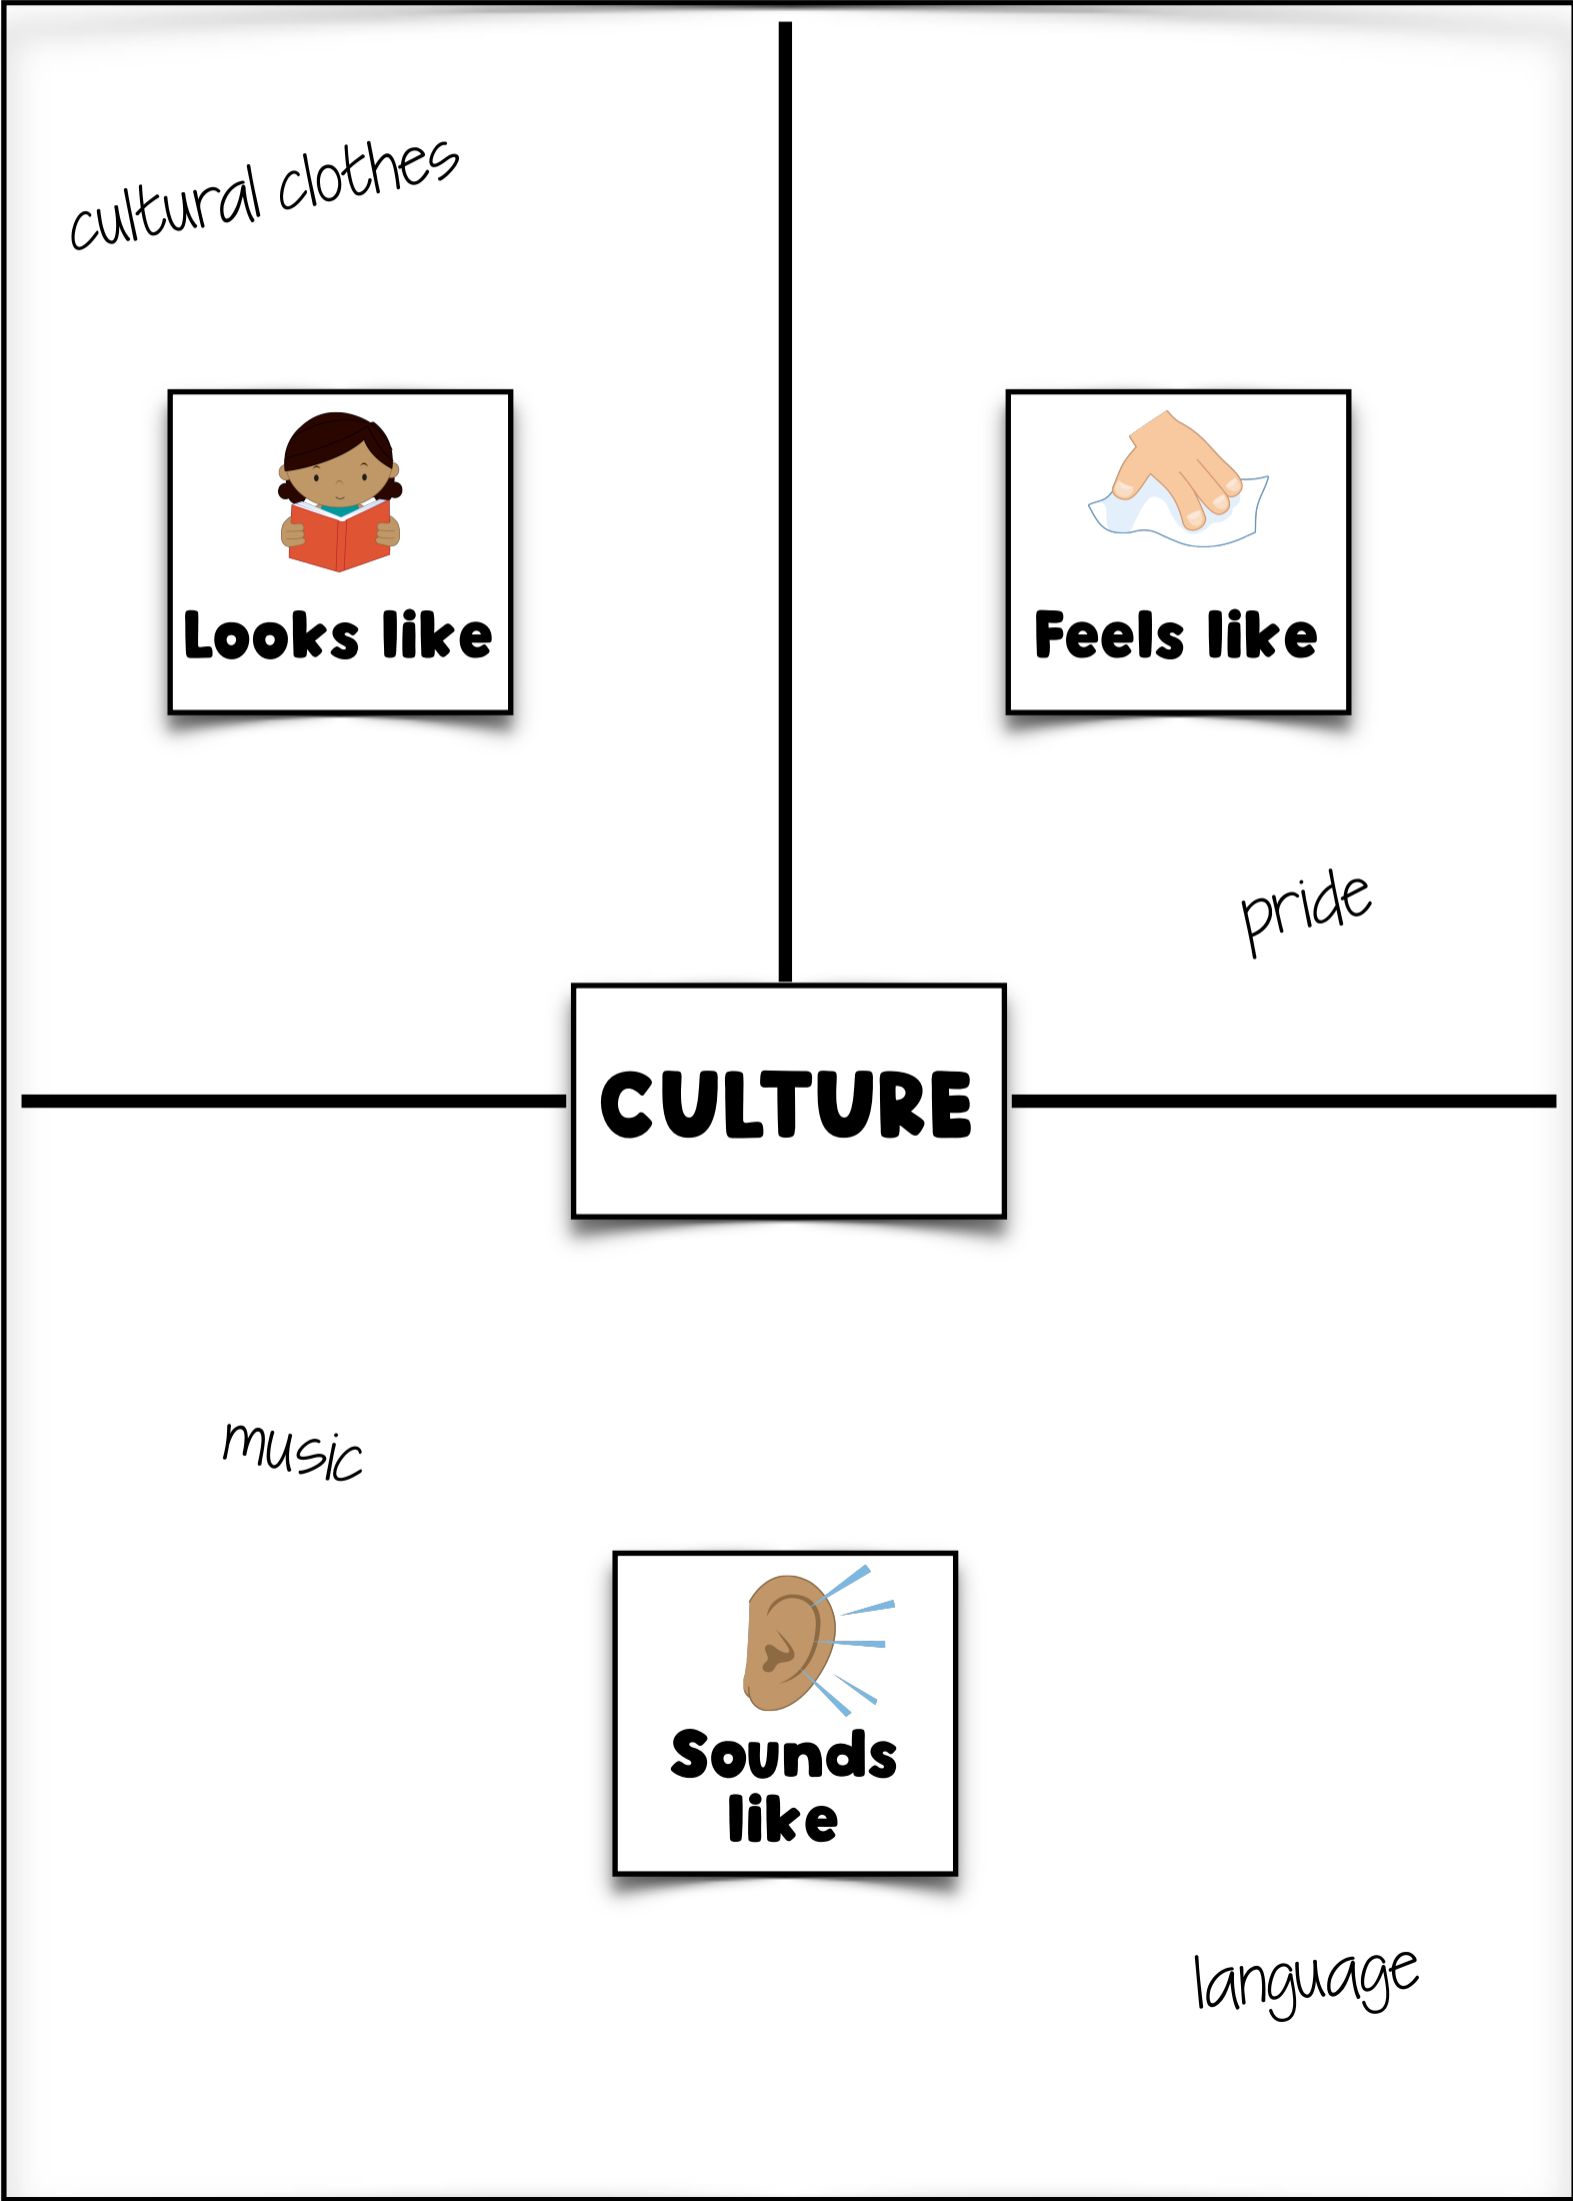 cultural clothes
Looks like
Feels like
pride
CULTURE
music
Sounds
like
language